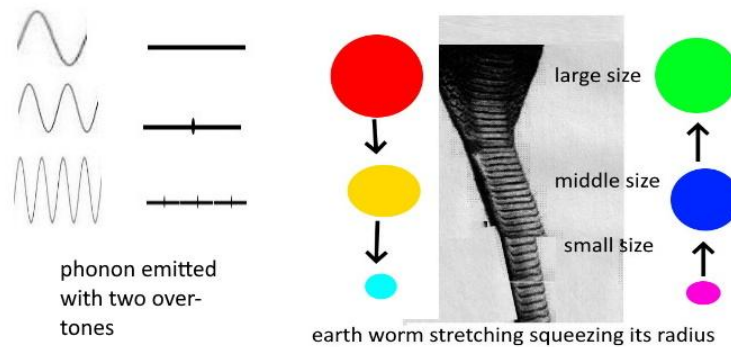 large size
middle size
small size
phonon emitted
with two over-
tones
earth worm stretching squeezing its radius